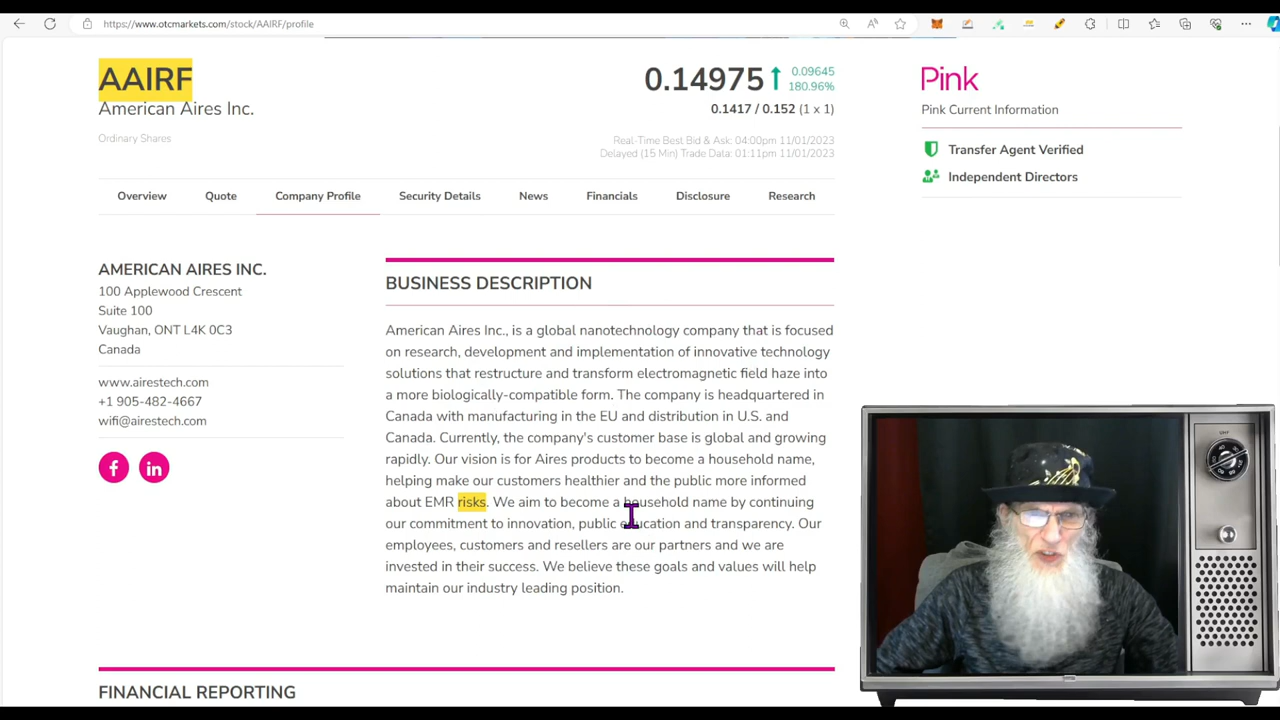 https://www.otcmarkets.com/stock/AAIRF/profile
AAIRF
American Aires Inc.
Ordinary Shares
0.14975
0.09645
180.96%
0.1417 / 0.152 (1 x 1)
Real-Time Best Bid & Ask: 04:00pm 11/01/2023
Delayed (15 Min) Trade Data: 01:11pm 11/01/2023
Pink
Pink Current Information
Transfer Agent Verified
Independent Directors
Overview Quote Company Profile Security Details News Financials Disclosure Research
AMERICAN AIRES INC.
100 Applewood Crescent
Suite 100
Vaughan, ONT L4K 0C3
Canada
www.airestech.com
+1 905-482-4667
wifi@airestech.com
BUSINESS DESCRIPTION
American Aires Inc., is a global nanotechnology company that is focused
on research, development and implementation of innovative technology
solutions that restructure and transform electromagnetic field haze into
a more biologically-compatible form. The company is headquartered in
Canada with manufacturing in the EU and distribution in U.S. and
Canada. Currently, the company's customer base is global and growing
rapidly. Our vision is for Aires products to become a household name,
helping make our customers healthier and the public more informed
about EMR risks. We aim to become a household name by continuing
our commitment to innovation, public education and transparency. Our
employees, customers and resellers are our partners and we are
invested in their success. We believe these goals and values will help
maintain our industry leading position.
FINANCIAL REPORTING